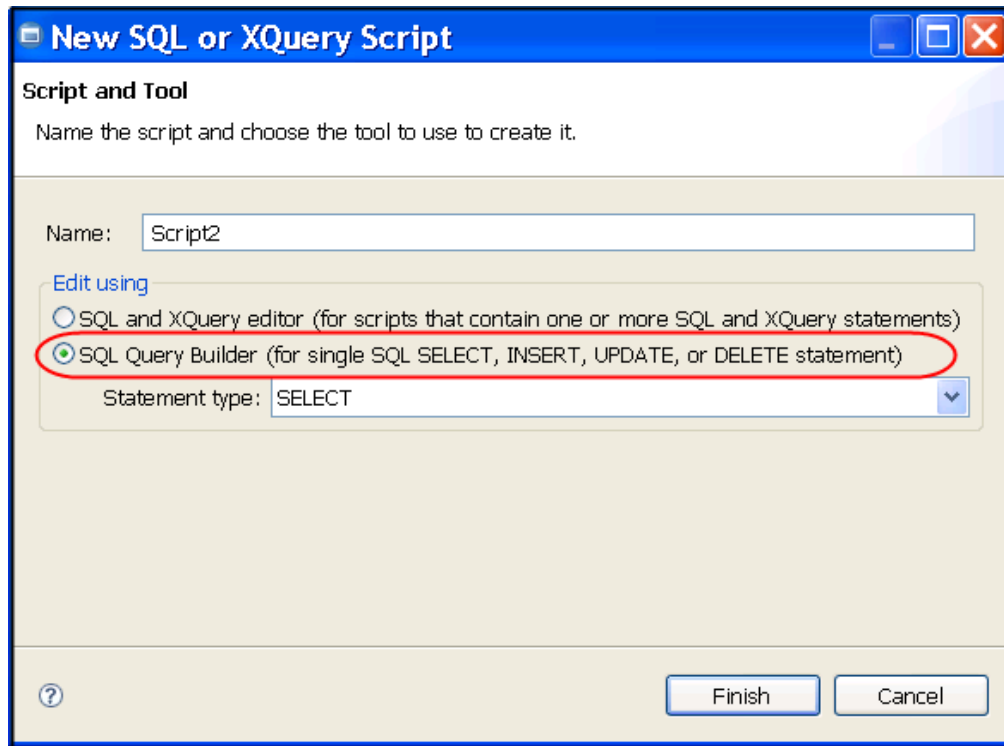 New SQL or XQuery Script
Script and Tool
Name the script and choose the tool to use to create it.
Name: Script2
Edit using
SQL and XQuery editor (for scripts that contain one or more SQL and XQuery statements)
SQL Query Builder (for single SQL SELECT, INSERT, UPDATE, or DELETE statement)
Statement type: SELECT
? Finish Cancel